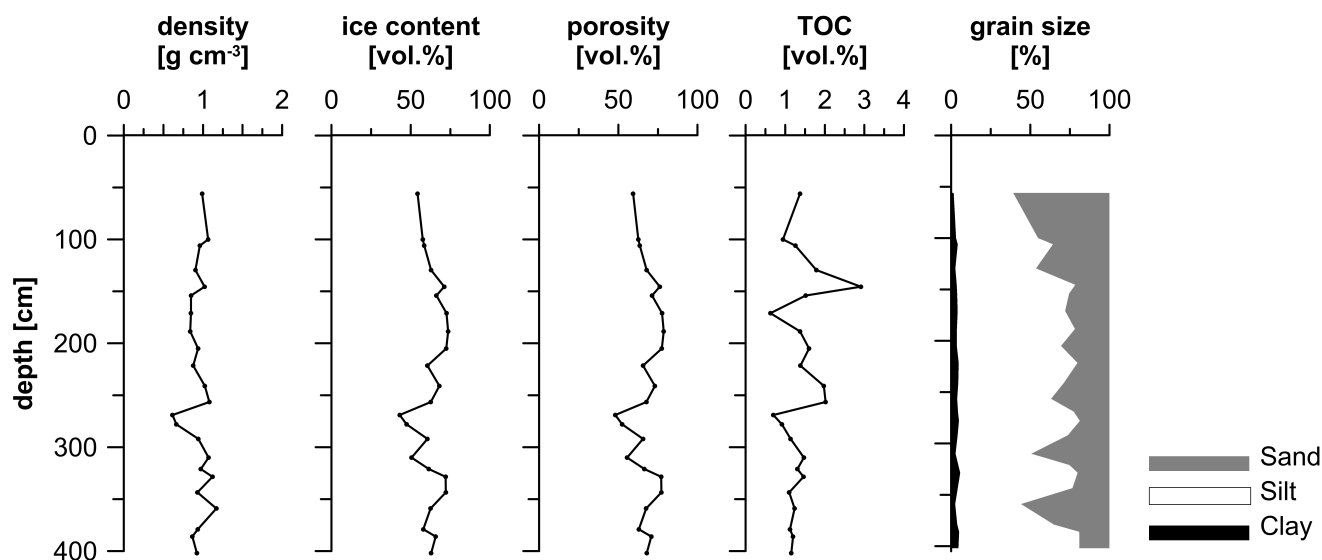 density ice content porosity TOC grain size
[g cm⁻³] [vol.%] [vol.%] [vol.%] [%]
0 1 2 0 50 100 0 50 100 0 1 2 3 4 0 50 100
0
100
200
300
400
depth [cm]
Sand
Silt
Clay